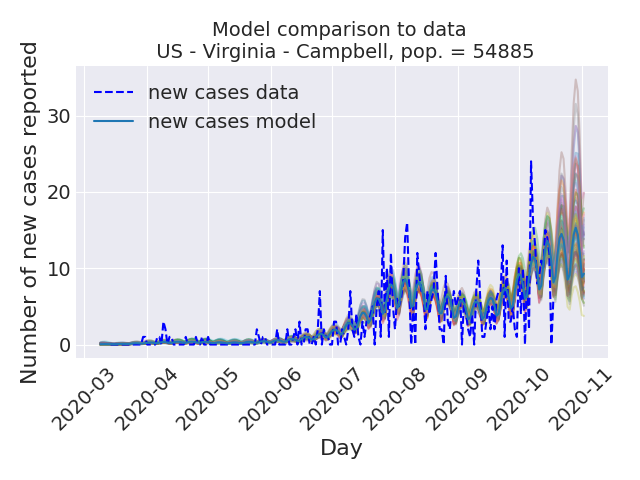 Model comparison to data
US - Virginia - Campbell, pop. = 54885
Number of new cases reported
new cases data
new cases model
30
20
10
0
2020-03
2020-04
2020-05
2020-06
2020-07
2020-08
2020-09
2020-10
2020-11
Day